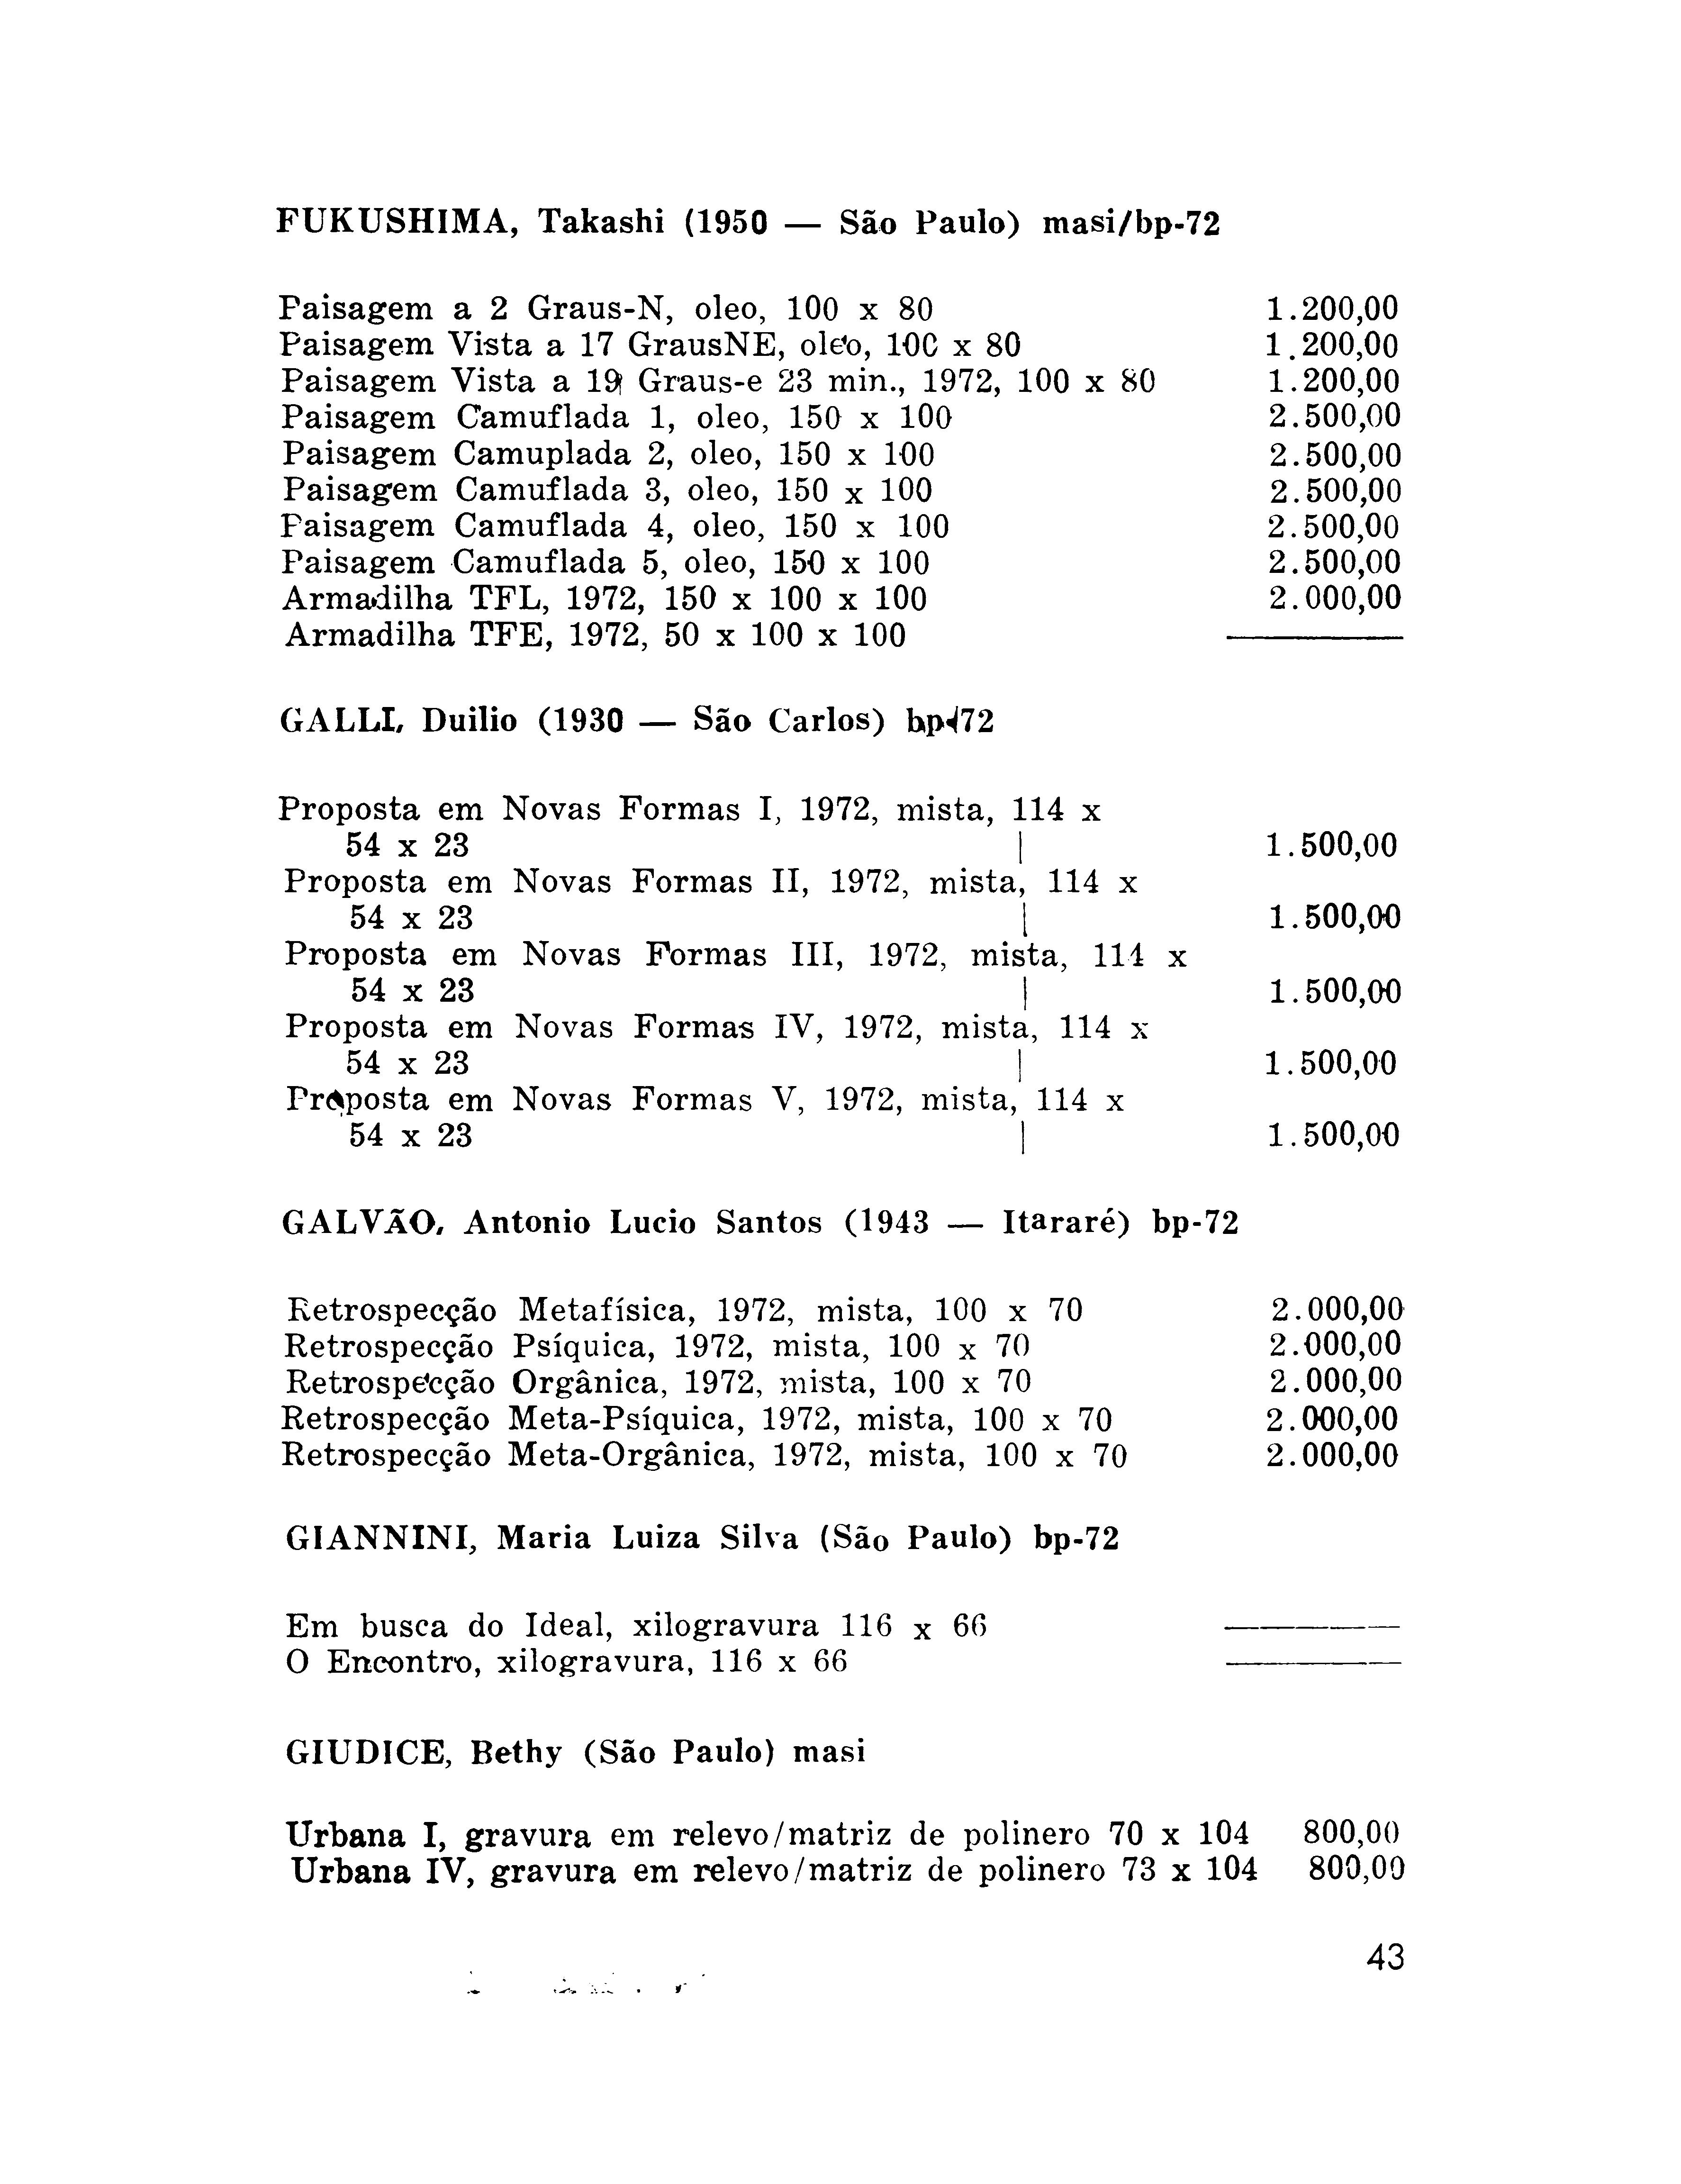 FUKUSHIMA, Takashi (1950 — São Paulo) masi/bp-72
Paisagem a 2 Graus-N, oleo, 100 x 80 1.200,00
Paisagem Vista a 17 GrausNE, oleo, 100 x 80 1.200,00
Paisagem Vista a 19 Graus-e 23 min., 1972, 100 x 80 1.200,00
Paisagem Camuflada 1, oleo, 150 x 100 2.500,00
Paisagem Camuplada 2, oleo, 150 x 100 2.500,00
Paisagem Camuflada 3, oleo, 150 x 100 2.500,00
Paisagem Camuflada 4, oleo, 150 x 100 2.500,00
Paisagem Camuflada 5, oleo, 150 x 100 2.500,00
Armadilha TFL, 1972, 150 x 100 x 100 2.000,00
Armadilha TFE, 1972, 50 x 100 x 100 ————
GALLI, Duilio (1930 — São Carlos) bp-72
Proposta em Novas Formas I, 1972, mista, 114 x
54 x 23 1.500,00
Proposta em Novas Formas II, 1972, mista, 114 x
54 x 23 1.500,00
Proposta em Novas Formas III, 1972, mista, 114 x
54 x 23 1.500,00
Proposta em Novas Formas IV, 1972, mista, 114 x
54 x 23 1.500,00
Proposta em Novas Formas V, 1972, mista, 114 x
54 x 23 1.500,00
GALVÃO, Antonio Lucio Santos (1943 — Itararé) bp-72
Retrospecção Metafísica, 1972, mista, 100 x 70 2.000,00
Retrospecção Psíquica, 1972, mista, 100 x 70 2.000,00
Retrospecção Orgânica, 1972, mista, 100 x 70 2.000,00
Retrospecção Meta-Psíquica, 1972, mista, 100 x 70 2.000,00
Retrospecção Meta-Orgânica, 1972, mista, 100 x 70 2.000,00
GIANNINI, Maria Luiza Silva (São Paulo) bp-72
Em busca do Ideal, xilogravura 116 x 66 ————
O Encontro, xilogravura, 116 x 66 ————
GIUDICE, Bethy (São Paulo) masi
Urbana I, gravura em relevo/matriz de polinero 70 x 104 800,00
Urbana IV, gravura em relevo/matriz de polinero 73 x 104 800,00
43